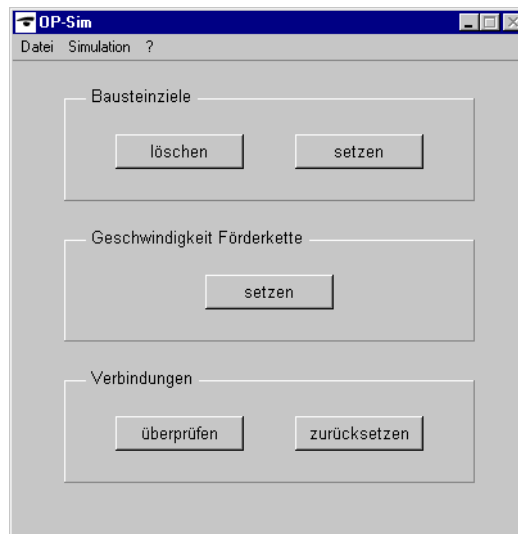 OP-Sim
Datei Simulation ?
Bausteinziele
löschen setzen
Geschwindigkeit Förderkette
setzen
Verbindungen
überprüfen zurücksetzen